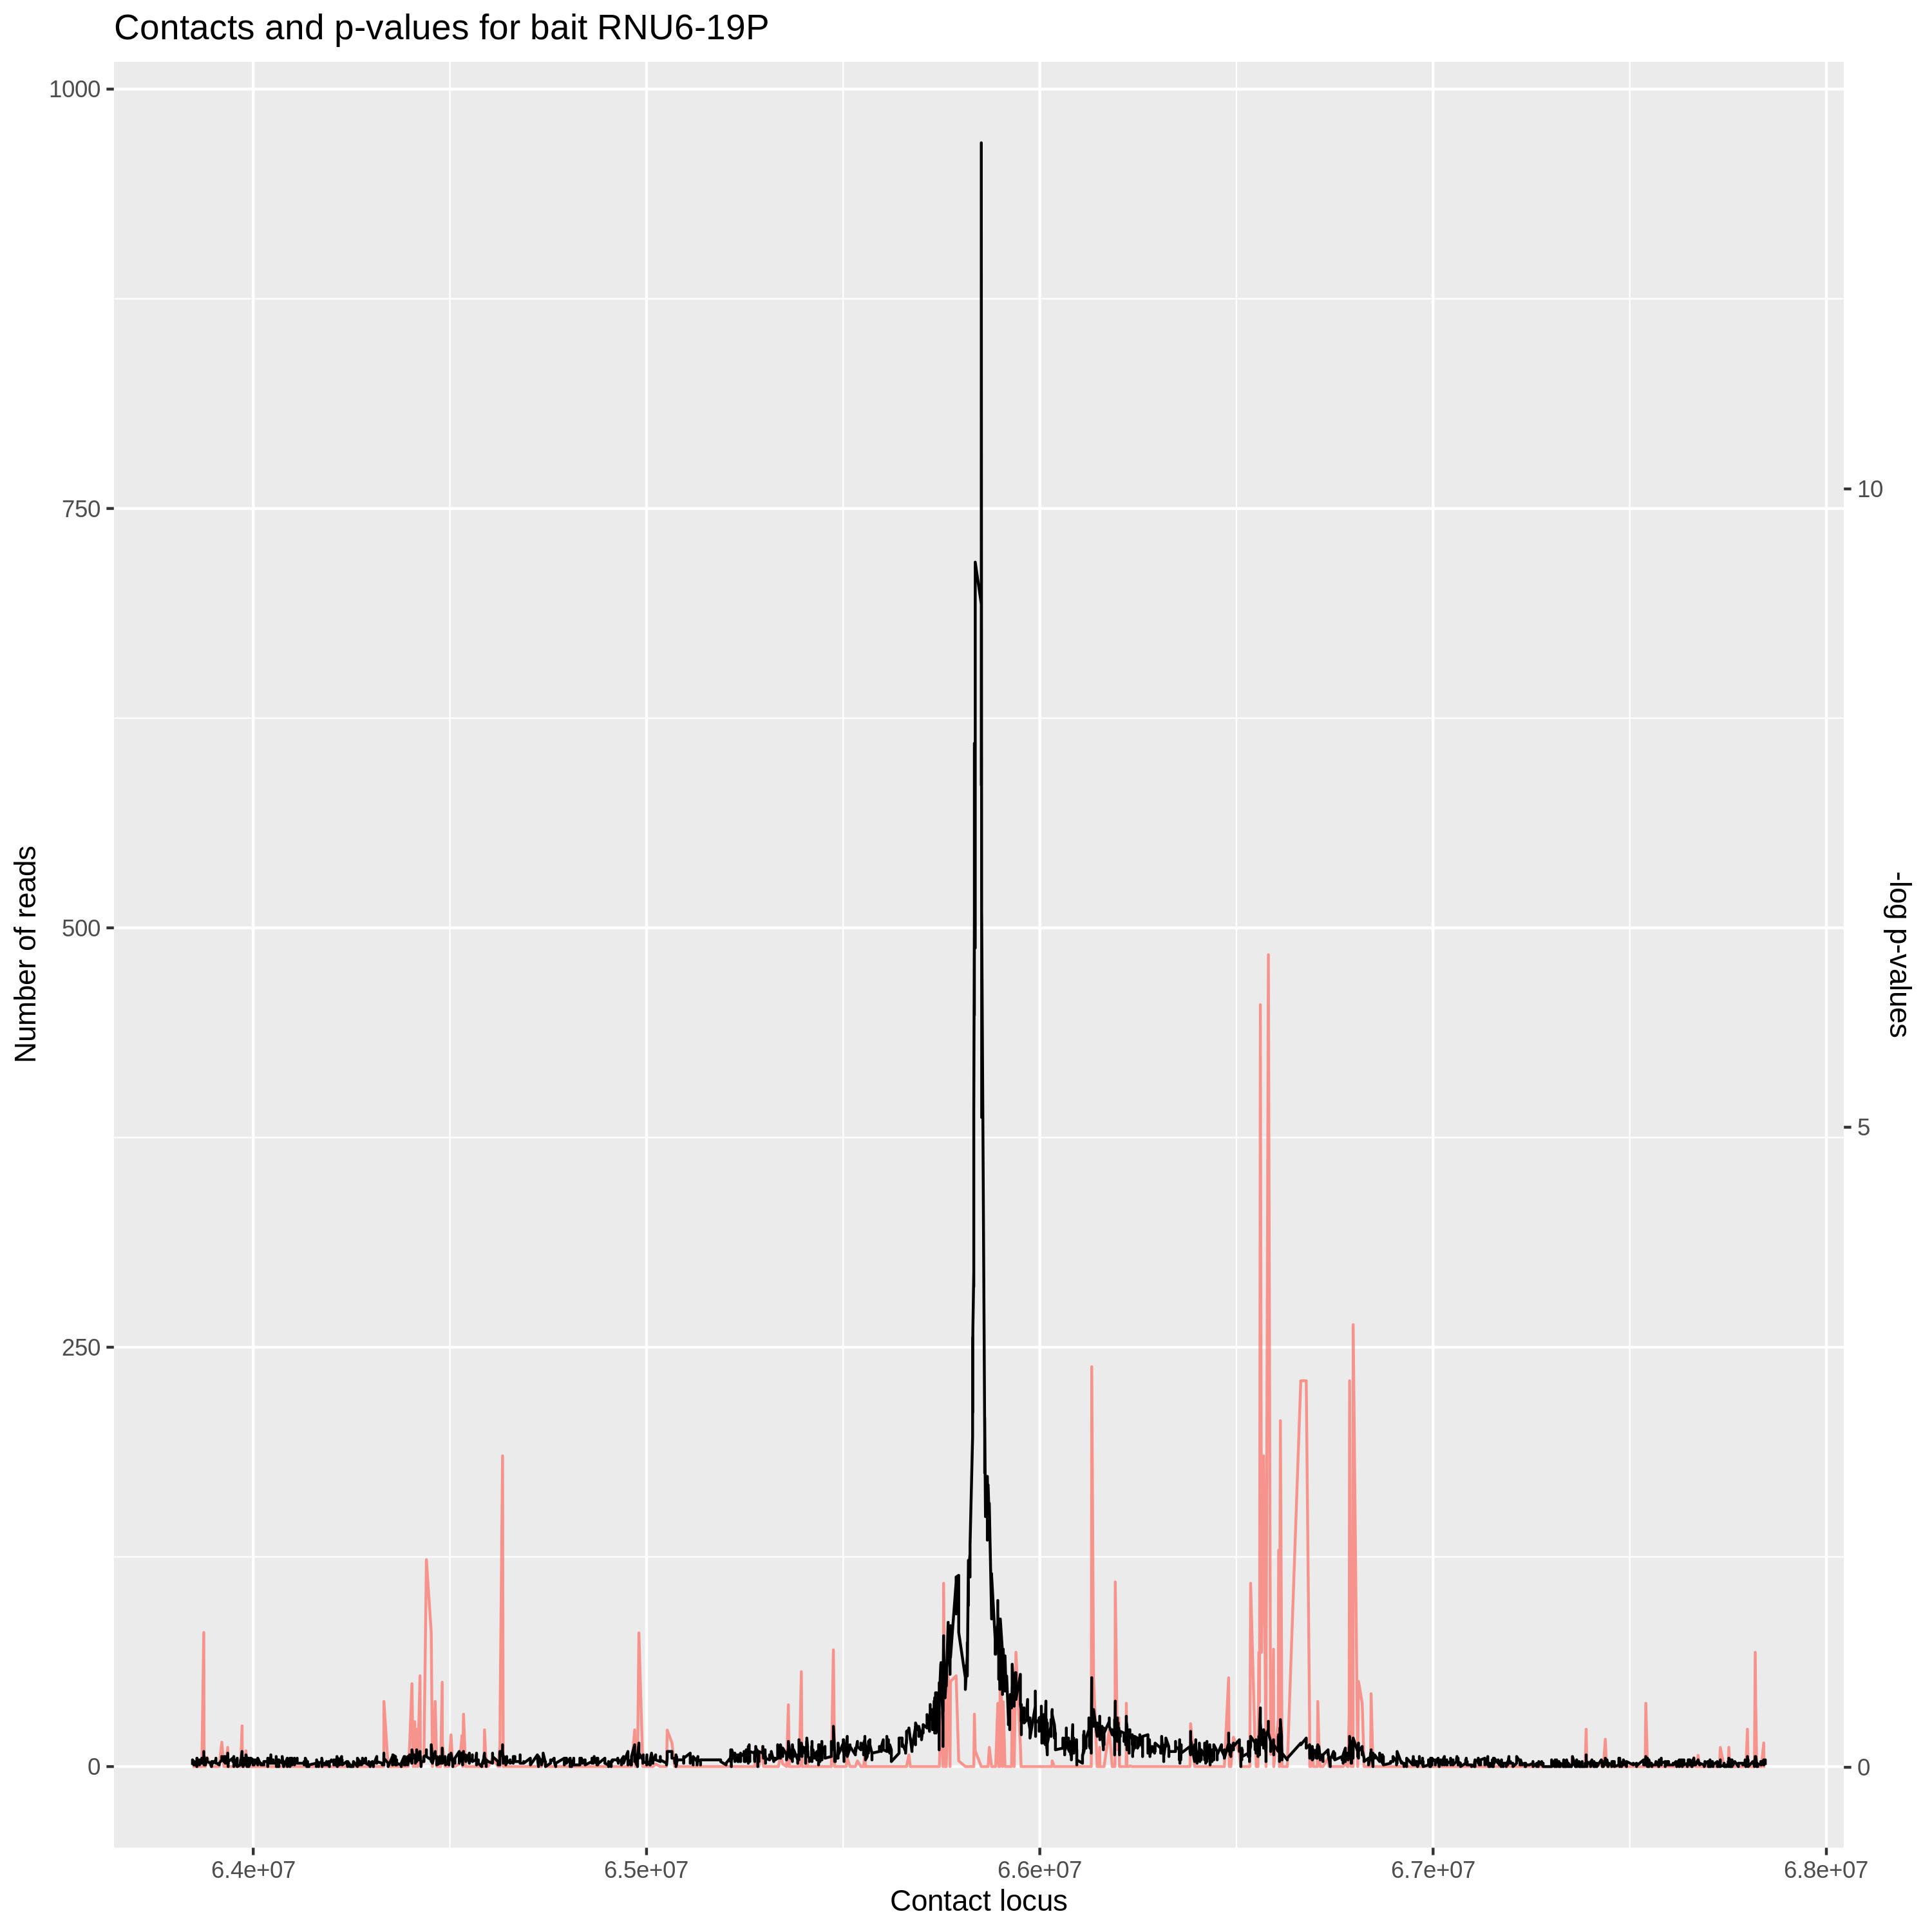 Contacts and p-values for bait RNU6-19P
1000
750
500
250
0
Number of reads
10
5
0
-log p-values
6.4e+07
6.5e+07
6.6e+07
6.7e+07
6.8e+07
Contact locus